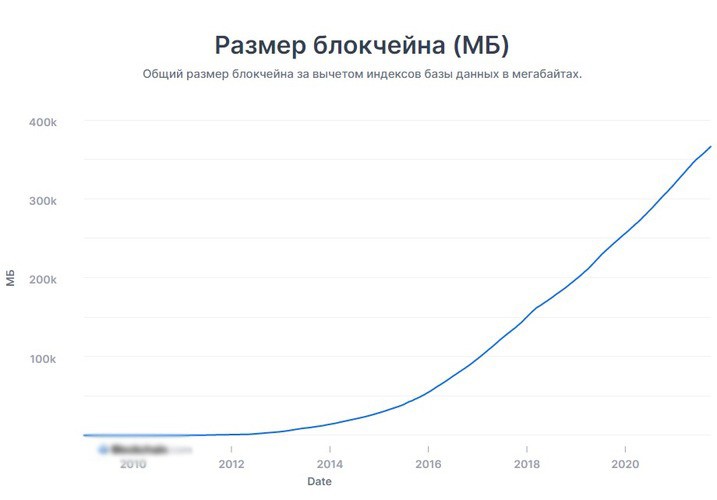 Размер блокчейна (МБ)
Общий размер блокчейна за вычетом индексов базы данных в мегабайтах.
400k
300k
200k
100k
МБ
2010
2012
2014
2016
2018
2020
Date